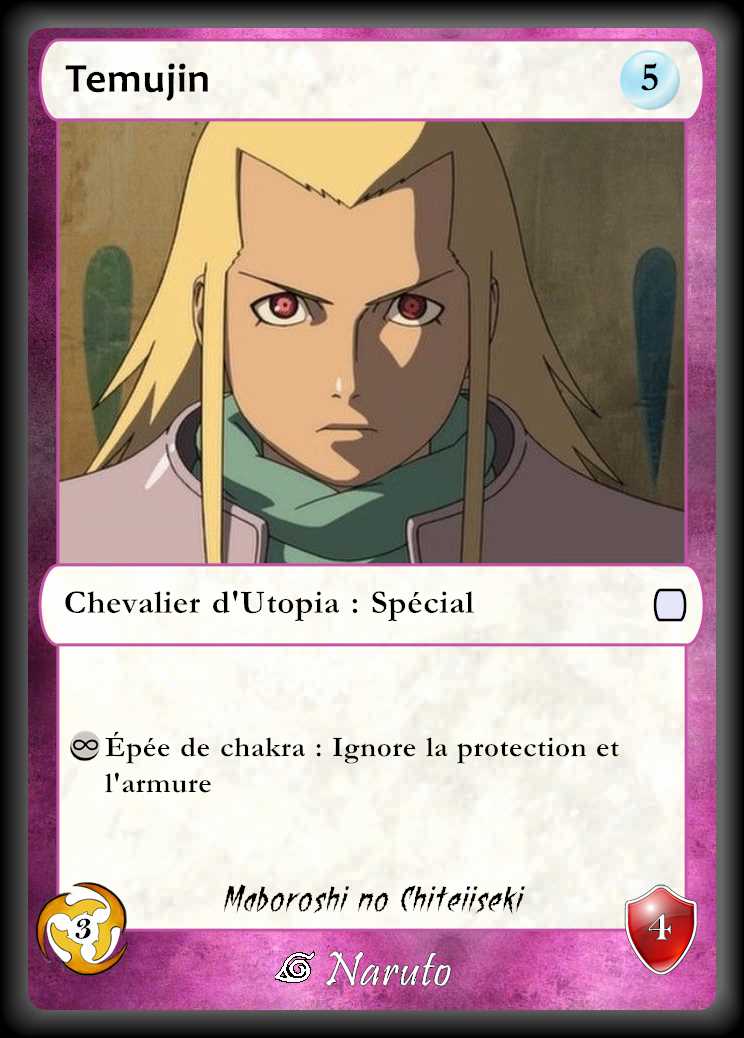 Temujin
5
Chevalier d'Utopia : Spécial
Épée de chakra : Ignore la protection et
l'armure
Maboroshi no Chiteiiseki
3
4
Naruto